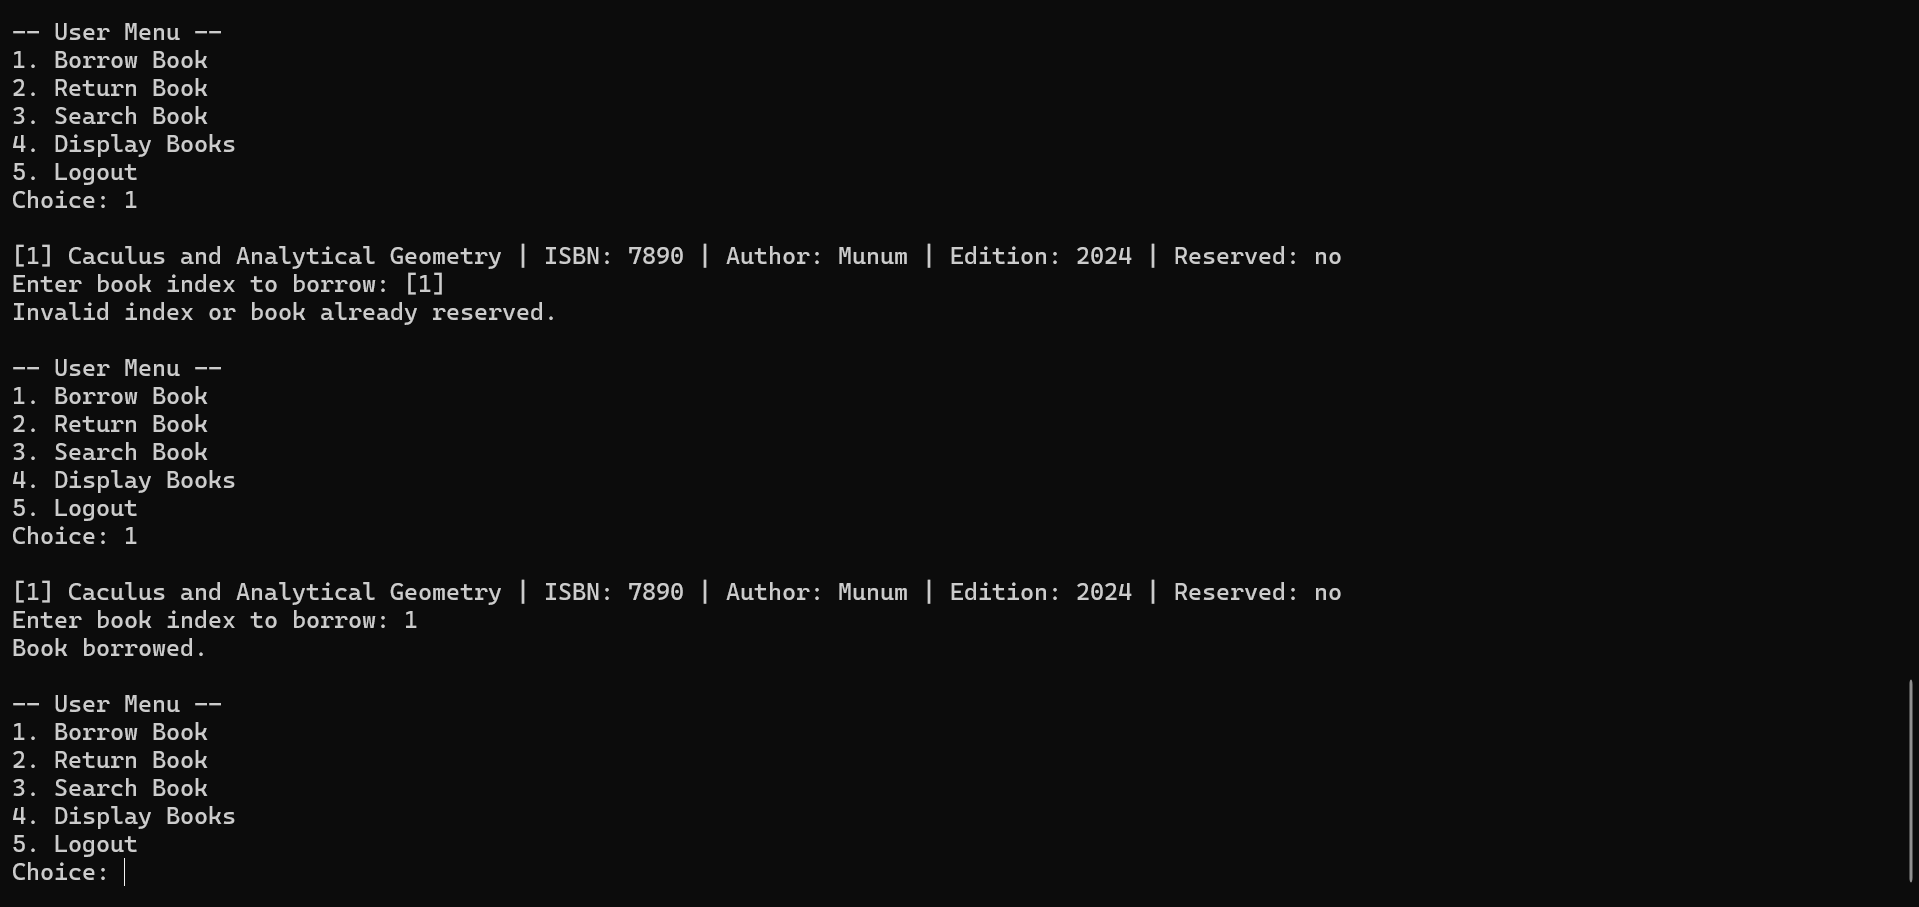 -- User Menu --
1. Borrow Book
2. Return Book
3. Search Book
4. Display Books
5. Logout
Choice: 1
[1] Caculus and Analytical Geometry | ISBN: 7890 | Author: Munum | Edition: 2024 | Reserved: no
Enter book index to borrow: [1]
Invalid index or book already reserved.
-- User Menu --
1. Borrow Book
2. Return Book
3. Search Book
4. Display Books
5. Logout
Choice: 1
[1] Caculus and Analytical Geometry | ISBN: 7890 | Author: Munum | Edition: 2024 | Reserved: no
Enter book index to borrow: 1
Book borrowed.
-- User Menu --
1. Borrow Book
2. Return Book
3. Search Book
4. Display Books
5. Logout
Choice: